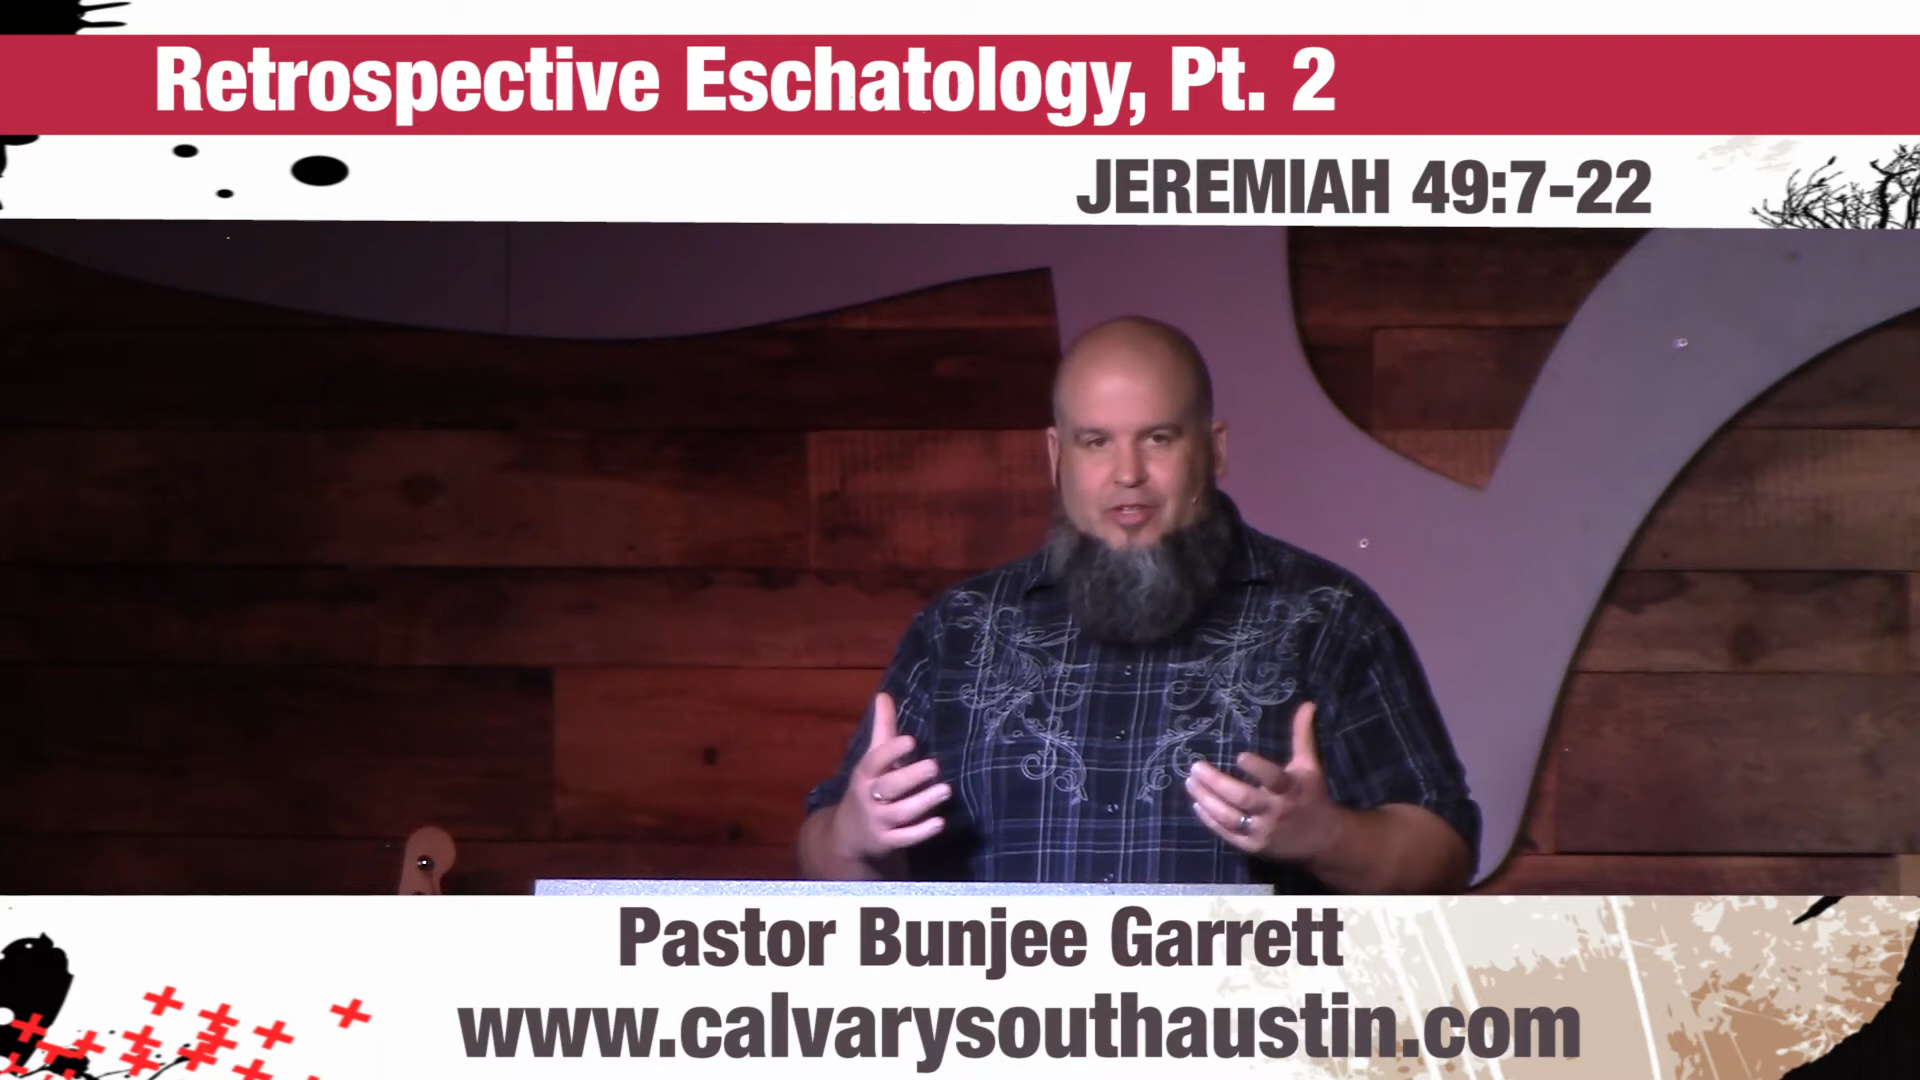 Retrospective Eschatology, Pt. 2
JEREMIAH 49:7-22
Pastor Bunjee Garrett
www.calvarysouthaustin.com